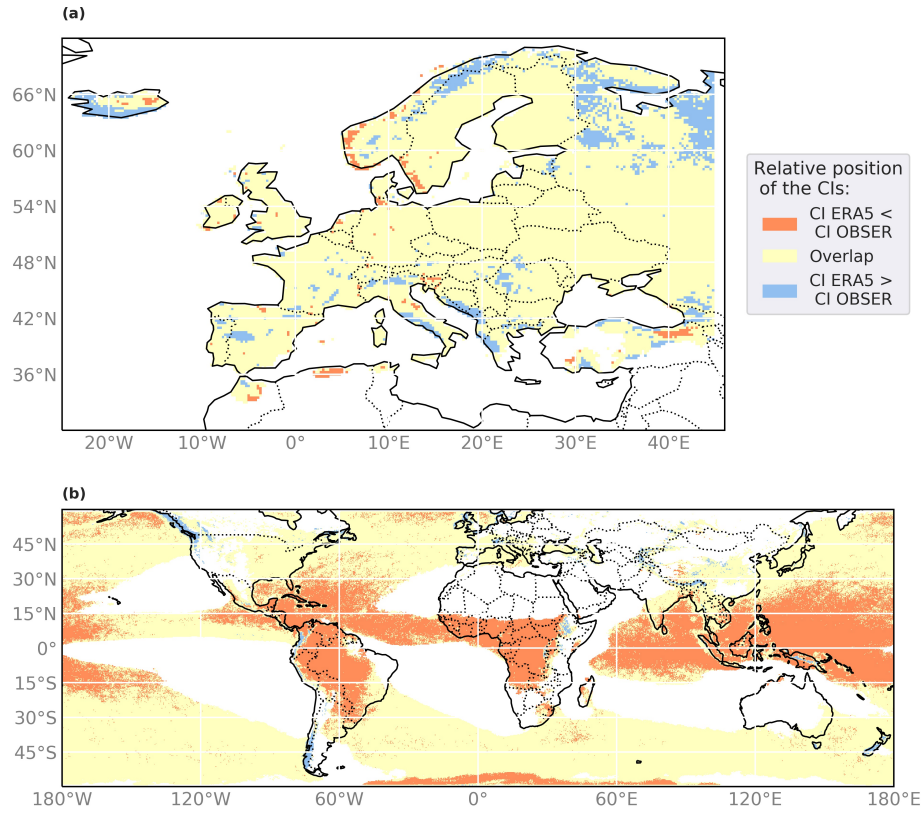 (a)
66°N
60°N
54°N
48°N
42°N
36°N
20°W
10°W
0°
10°E
20°E
30°E
40°E
Relative position
of the CIs:
CI ERA5 <
CI OBSER
Overlap
CI ERA5 >
CI OBSER
(b)
45°N
30°N
15°N
0°
15°S
30°S
45°S
180°W
120°W
60°W
0°
60°E
120°E
180°E